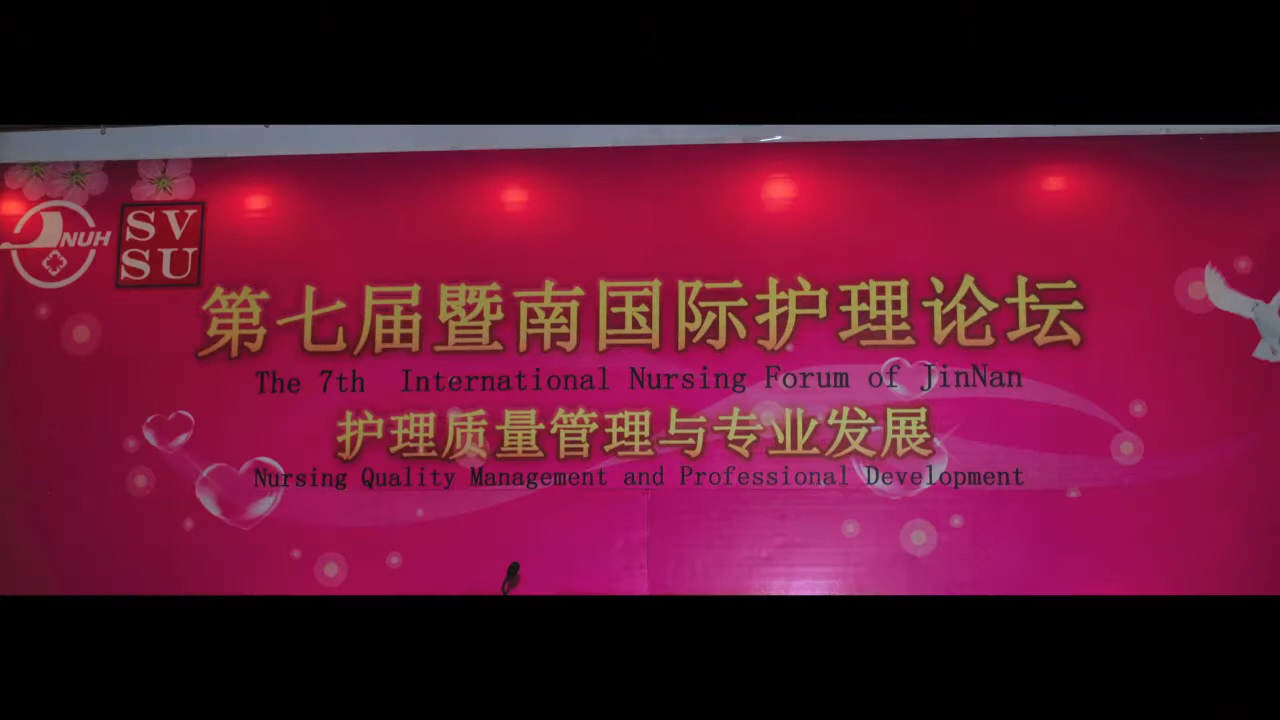 NUH
SV
SU
第七届暨南国际护理论坛
The 7th International Nursing Forum of JinNan
护理质量管理与专业发展
Nursing Quality Management and Professional Development